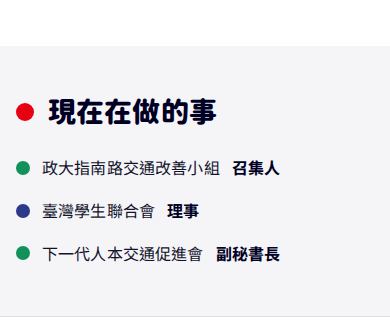 現在在做的事
政大指南路交通改善小組 召集人
臺灣學生聯合會 理事
下一代人本交通促進會 副秘書長